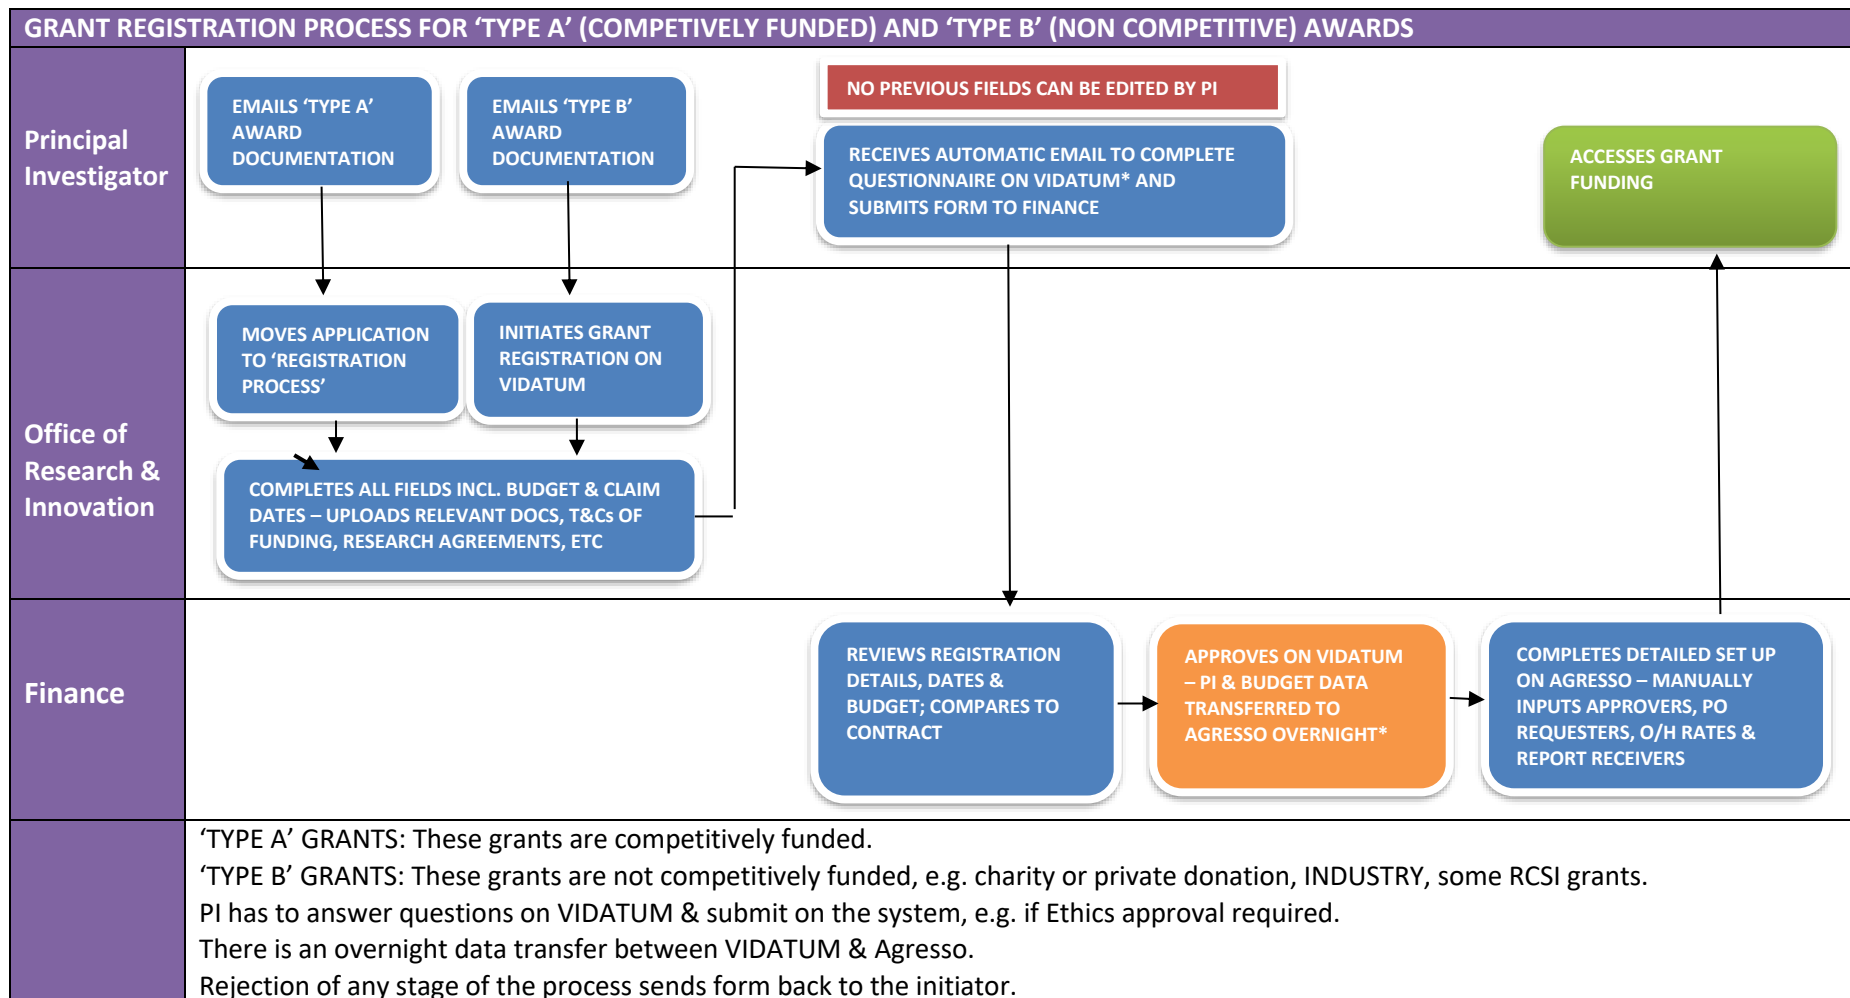 GRANT REGISTRATION PROCESS FOR ‘TYPE A’ (COMPETIVELY FUNDED) AND ‘TYPE B’ (NON COMPETITIVE) AWARDS
Principal
Investigator
EMAILS ‘TYPE A’
AWARD
DOCUMENTATION
EMAILS ‘TYPE B’
AWARD
DOCUMENTATION
NO PREVIOUS FIELDS CAN BE EDITED BY PI
RECEIVES AUTOMATIC EMAIL TO COMPLETE
QUESTIONNAIRE ON VIDATUM* AND
SUBMITS FORM TO FINANCE
ACCESSES GRANT
FUNDING
Office of
Research &
Innovation
MOVES APPLICATION
TO ‘REGISTRATION
PROCESS’
INITIATES GRANT
REGISTRATION ON
VIDATUM
COMPLETES ALL FIELDS INCL. BUDGET & CLAIM
DATES – UPLOADS RELEVANT DOCS, T&Cs OF
FUNDING, RESEARCH AGREEMENTS, ETC
Finance
REVIEWS REGISTRATION
DETAILS, DATES &
BUDGET; COMPARES TO
CONTRACT
APPROVES ON VIDATUM
– PI & BUDGET DATA
TRANSFERRED TO
AGRESSO OVERNIGHT*
COMPLETES DETAILED SET UP
ON AGRESSO – MANUALLY
INPUTS APPROVERS, PO
REQUESTERS, O/H RATES &
REPORT RECEIVERS
‘TYPE A’ GRANTS: These grants are competitively funded.
‘TYPE B’ GRANTS: These grants are not competitively funded, e.g. charity or private donation, INDUSTRY, some RCSI grants.
PI has to answer questions on VIDATUM & submit on the system, e.g. if Ethics approval required.
There is an overnight data transfer between VIDATUM & Agresso.
Rejection of any stage of the process sends form back to the initiator.